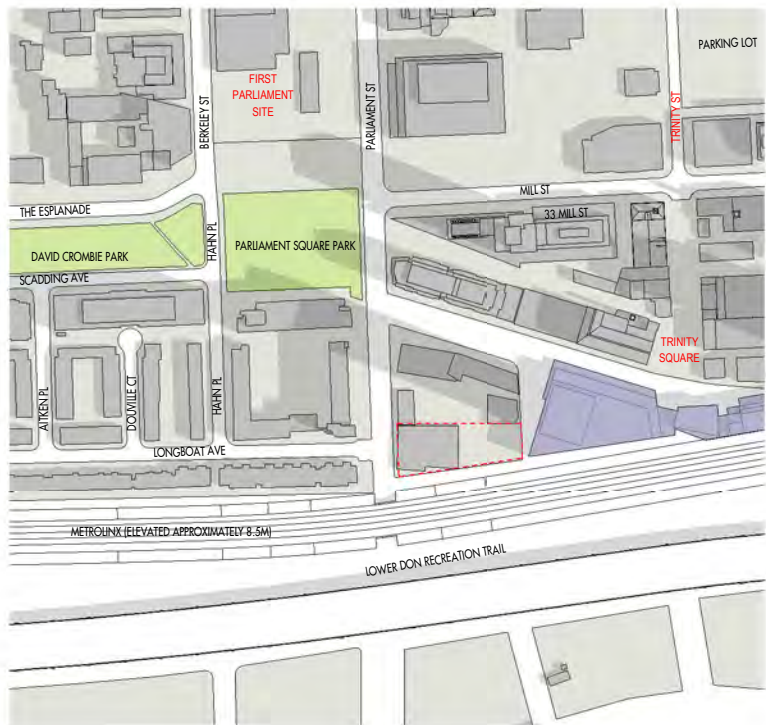 PARKING LOT
FIRST
PARLIAMENT
SITE
BERKELEY ST
PARLIAMENT ST
TRINITY ST
MILL ST
THE ESPLANADE
33 MILL ST
DAVID CROMBIE PARK
HAHN PL
PARLIAMENT SQUARE PARK
SCADDING AVE
TRINITY
SQUARE
AITKEN PL
DOUVILLE CT
HAHN PL
LONGBOAT AVE
METROLINX (ELEVATED APPROXIMATELY 8.5M)
LOWER DON RECREATION TRAIL